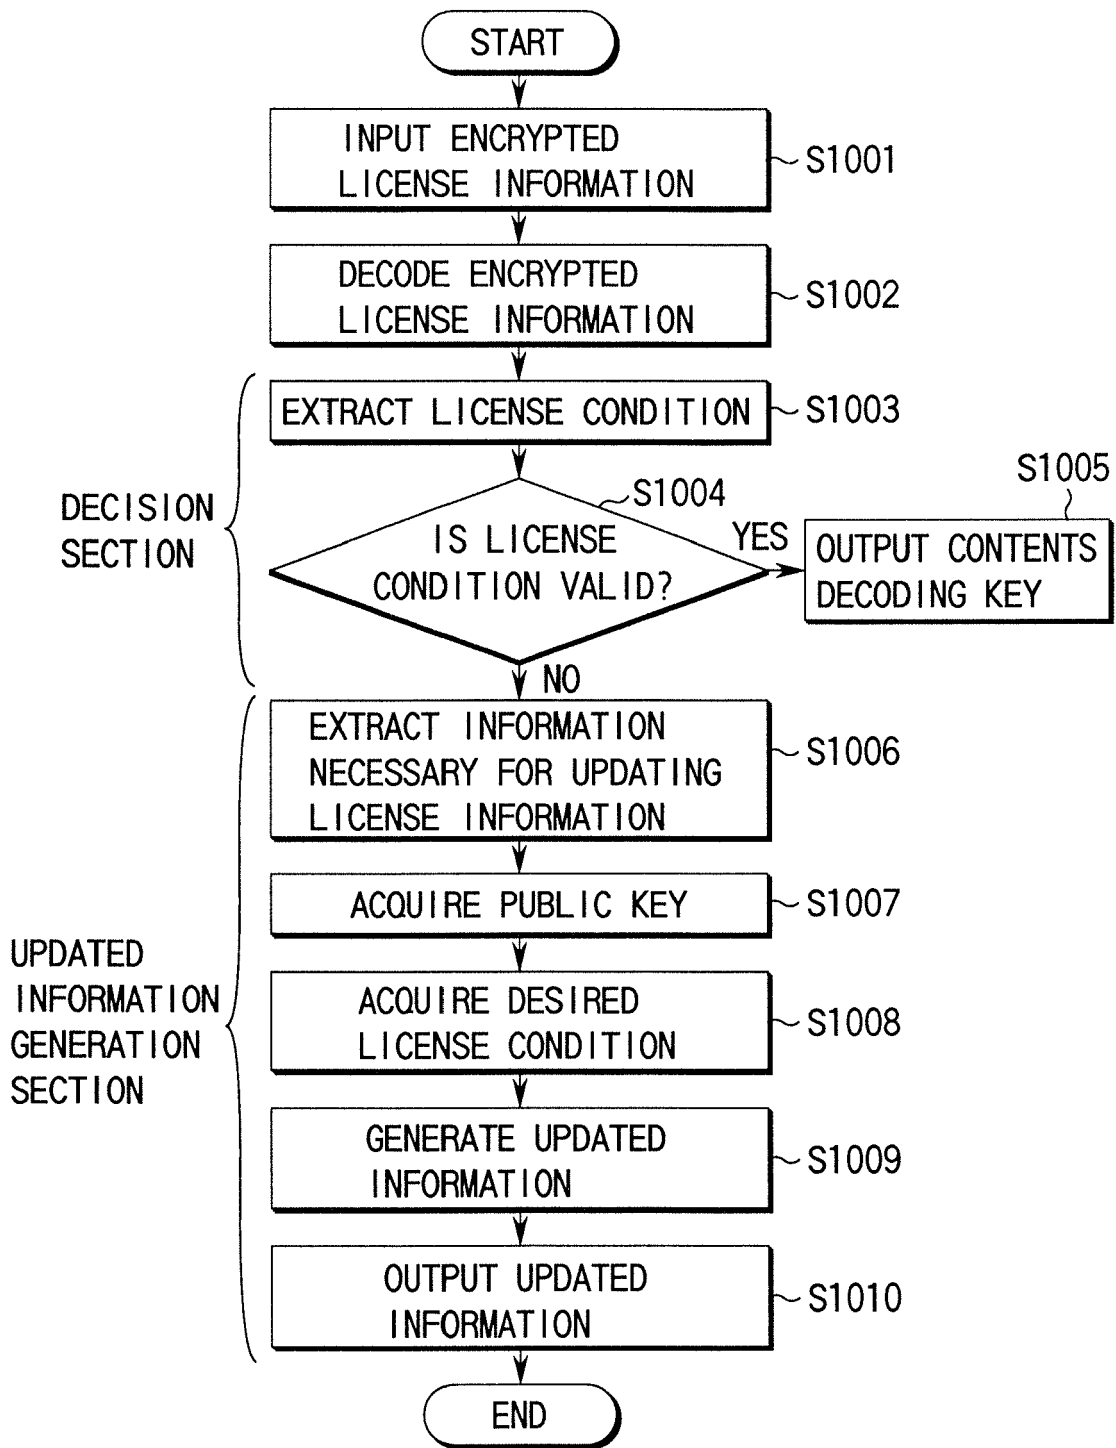 START
INPUT ENCRYPTED
LICENSE INFORMATION
S1001
DECODE ENCRYPTED
LICENSE INFORMATION
S1002
EXTRACT LICENSE CONDITION
S1003
DECISION
SECTION
S1004
IS LICENSE
CONDITION VALID?
YES
S1005
OUTPUT CONTENTS
DECODING KEY
NO
EXTRACT INFORMATION
NECESSARY FOR UPDATING
LICENSE INFORMATION
S1006
ACQUIRE PUBLIC KEY
S1007
UPDATED
INFORMATION
GENERATION
SECTION
ACQUIRE DESIRED
LICENSE CONDITION
S1008
GENERATE UPDATED
INFORMATION
S1009
OUTPUT UPDATED
INFORMATION
S1010
END